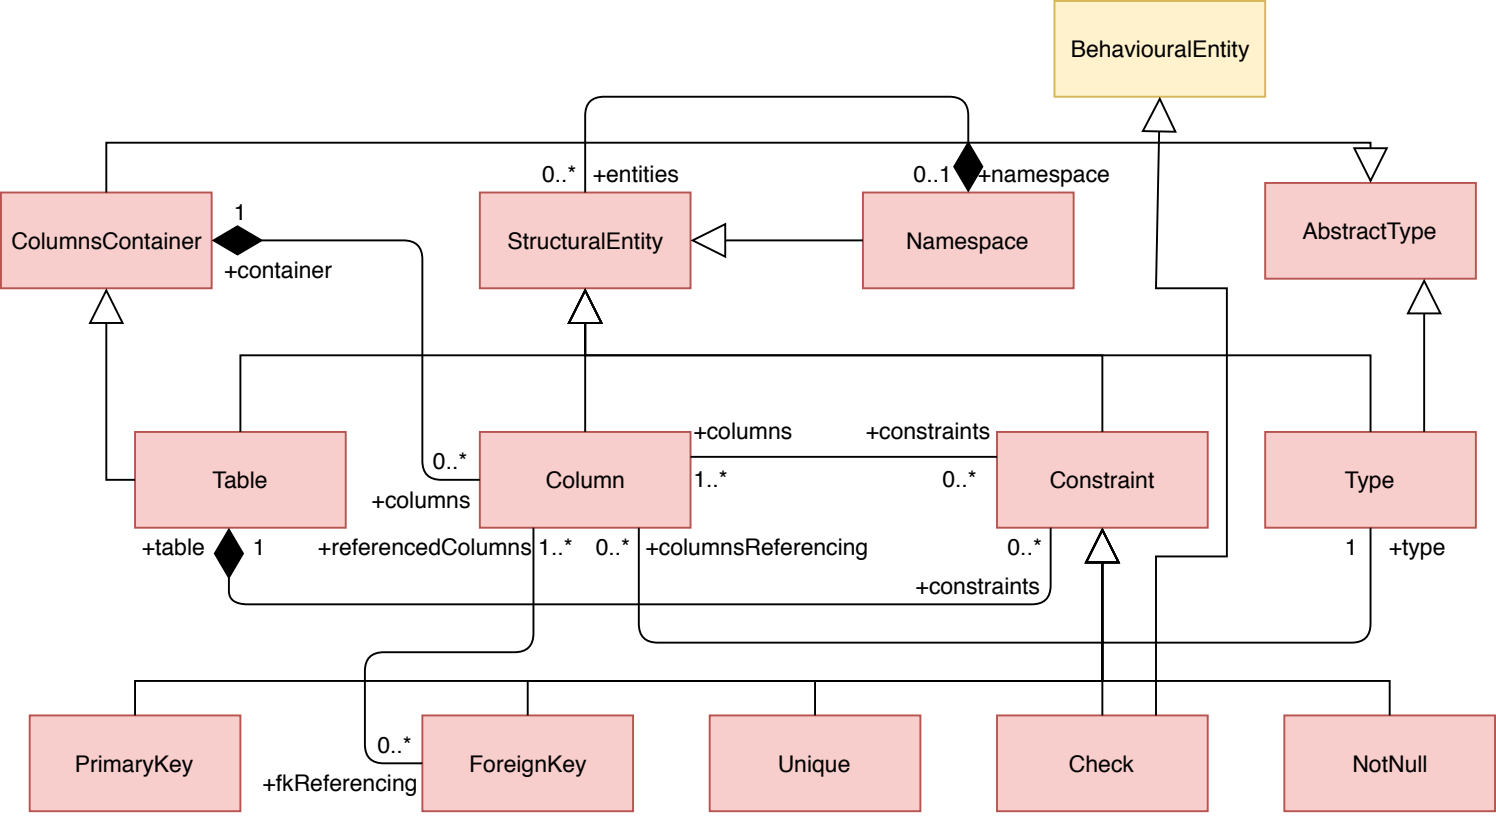 BehaviouralEntity
0..*
+entities
0..1
+namespace
1
ColumnsContainer
StructuralEntity
Namespace
AbstractType
+container
+columns
+constraints
0..*
Table
Column
1..*
0..*
Constraint
Type
+columns
+table
1
+referencedColumns
1..*
0..*
+columnsReferencing
0..*
1
+type
+constraints
0..*
PrimaryKey
ForeignKey
Unique
Check
NotNull
+fkReferencing